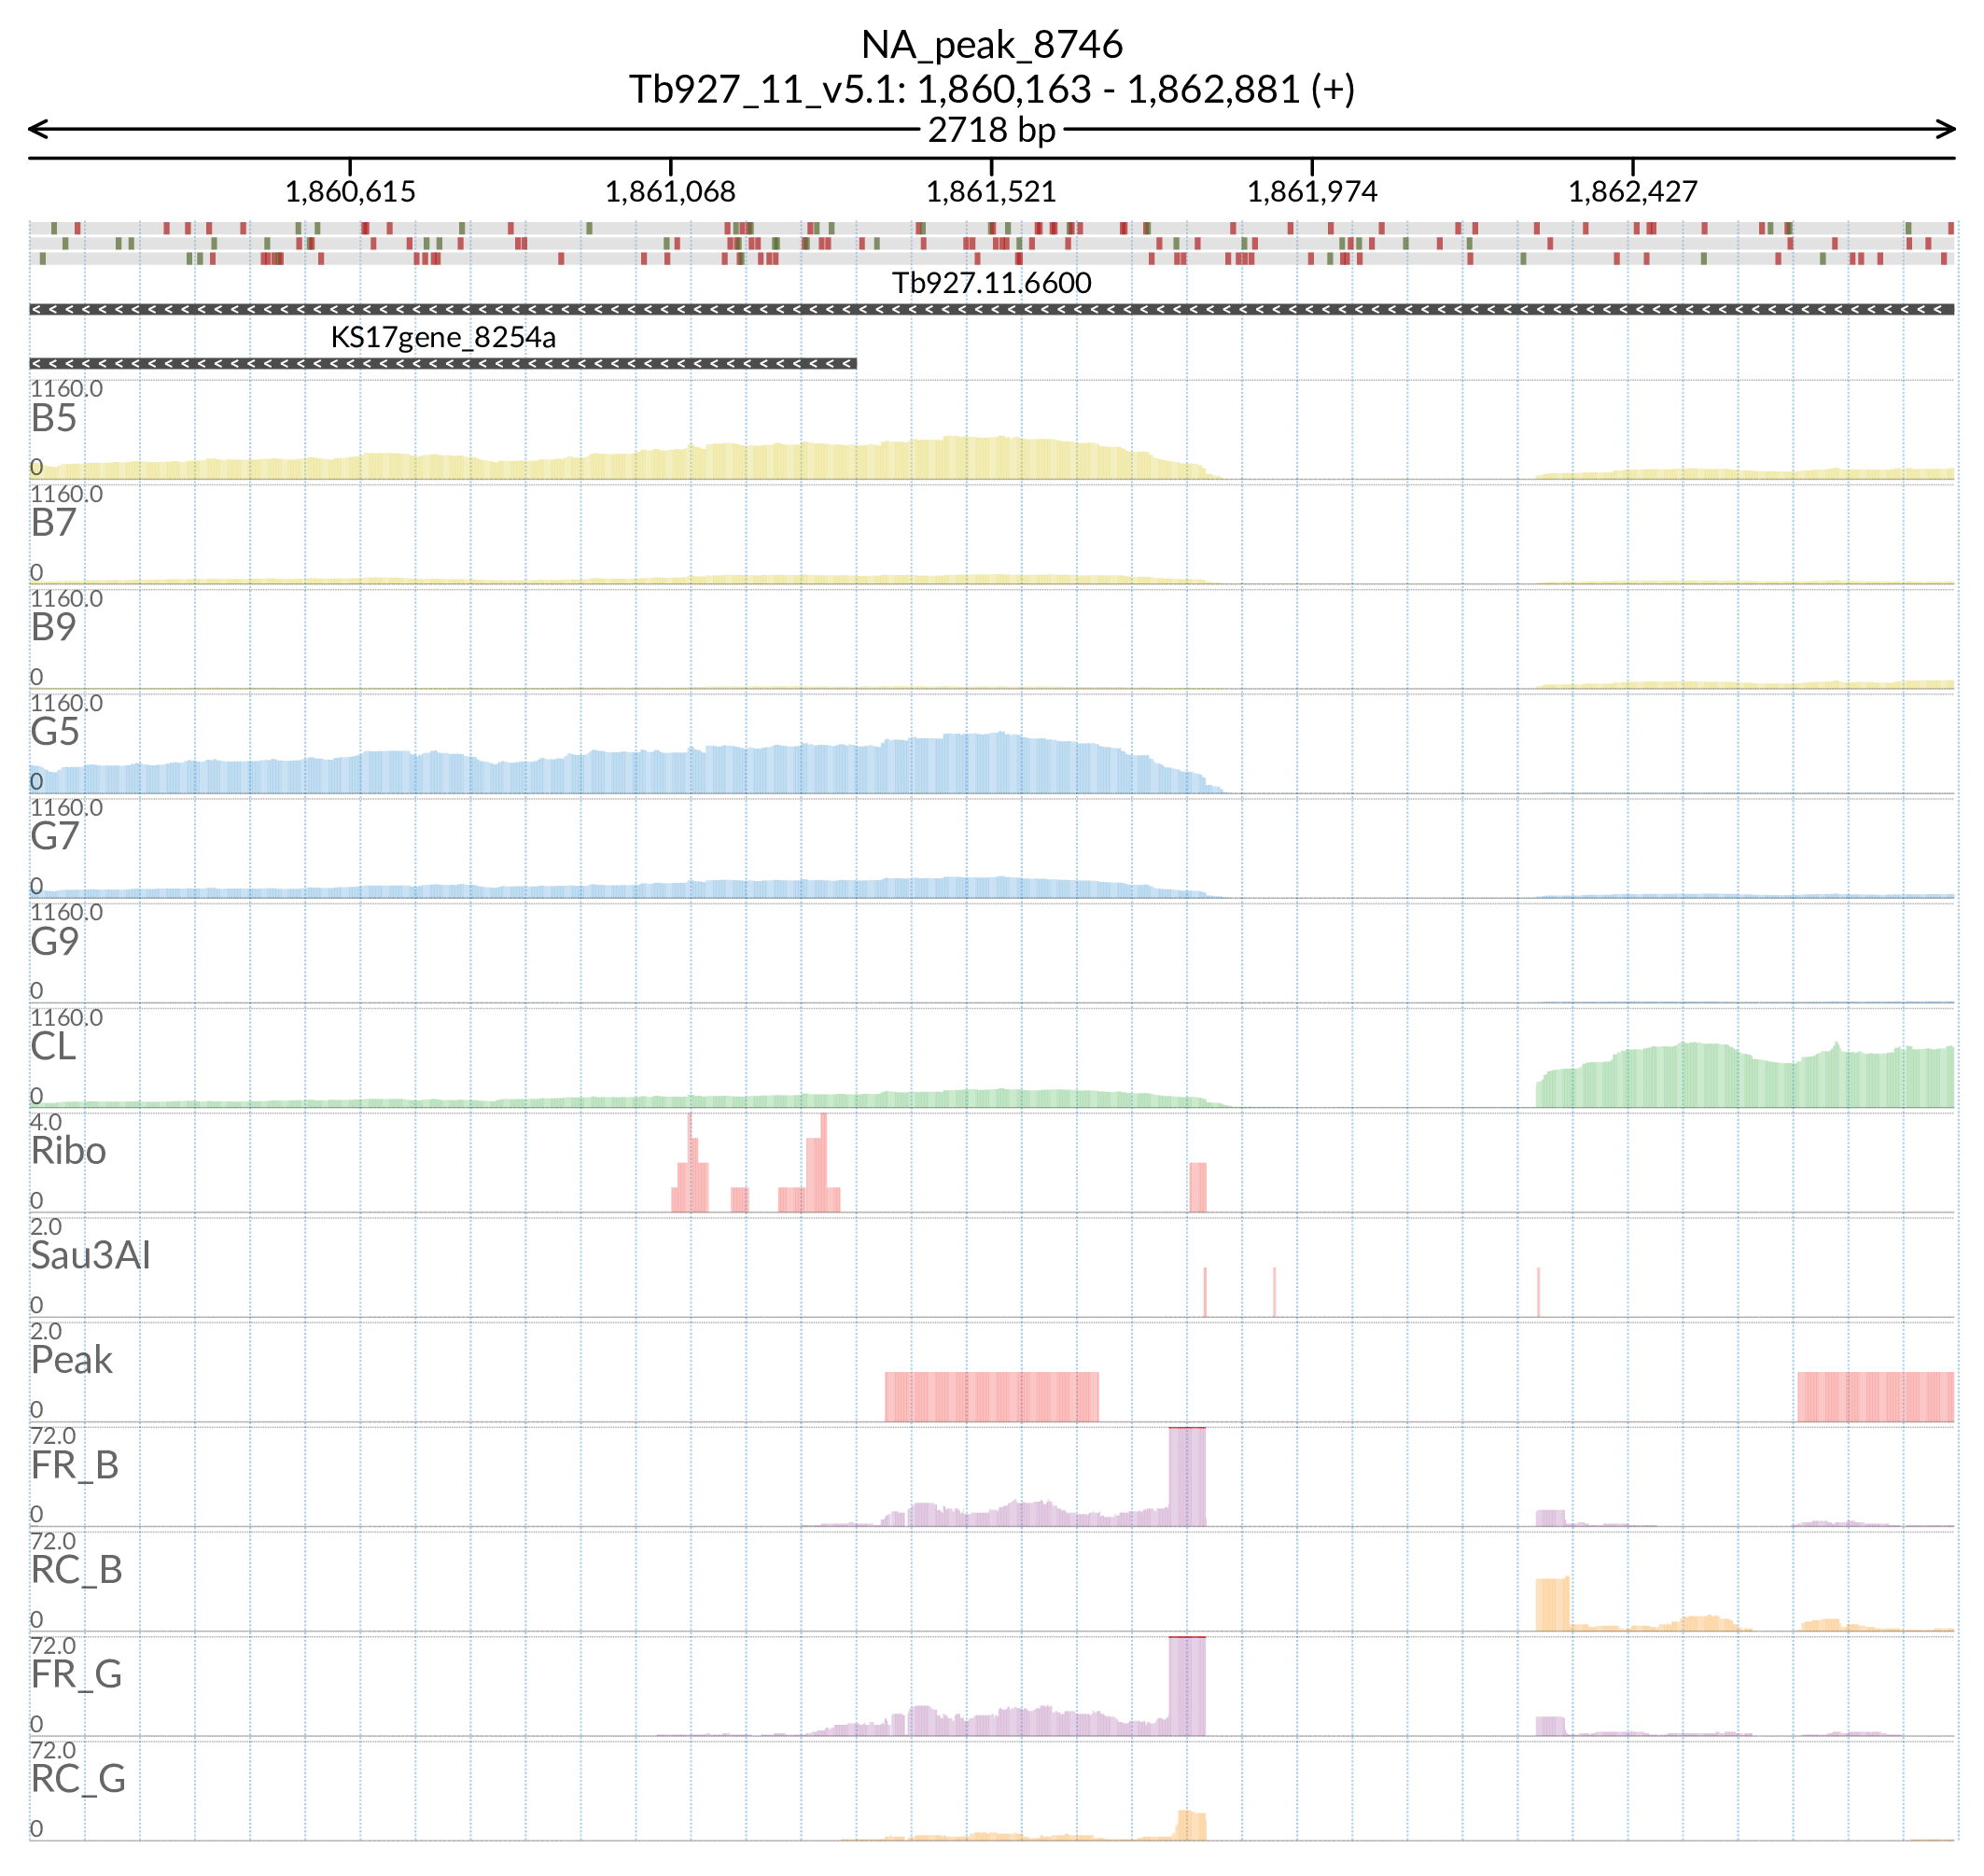 NA_peak_8746
Tb927_11_v5.1: 1,860,163 - 1,862,881 (+)
2718 bp
1,860,615 1,861,068 1,861,521 1,861,974 1,862,427
Tb927.11.6600
KS17gene_8254a
1160.0
B5
0
1160.0
B7
0
1160.0
B9
0
1160.0
G5
0
1160.0
G7
0
1160.0
G9
0
1160.0
CL
0
4.0
Ribo
0
2.0
Sau3AI
0
2.0
Peak
0
72.0
FR_B
0
72.0
RC_B
0
72.0
FR_G
0
72.0
RC_G
0